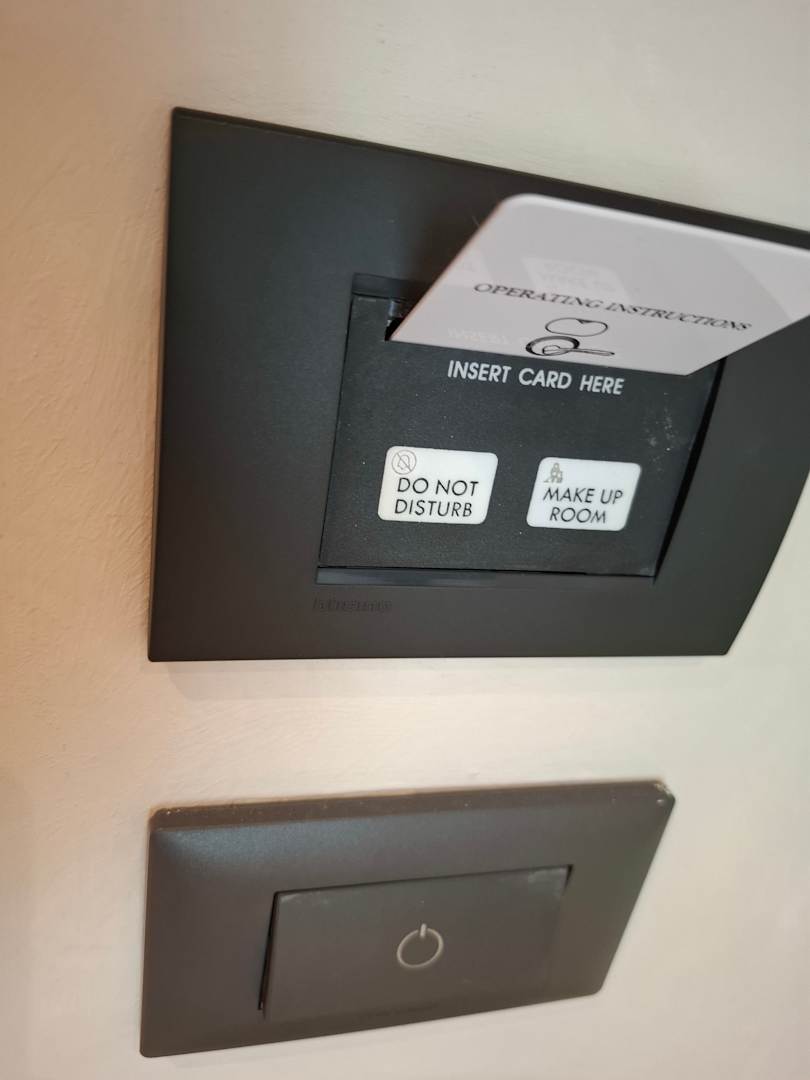 OPERATING INSTRUCTIONS
INSERT CARD HERE
DO NOT
DISTURB
MAKE UP
ROOM